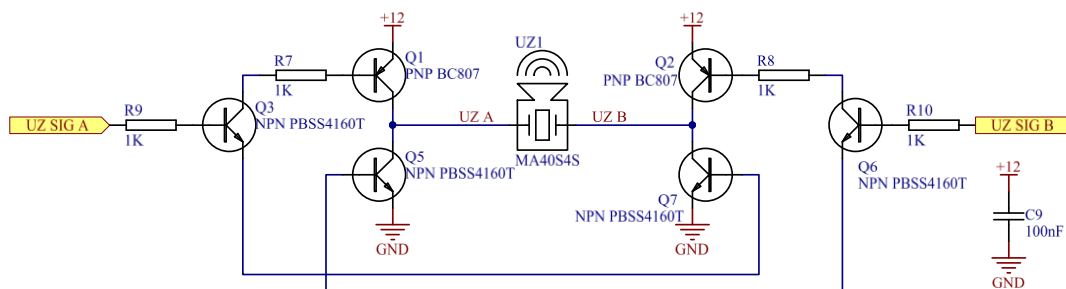 +12
+12
UZ1
Q1
PNP BC807
R7
1K
Q2
PNP BC807
R8
1K
R9
1K
Q3
NPN PBSS4160T
UZ SIG A
UZ A
UZ B
MA40S4S
R10
1K
UZ SIG B
Q5
NPN PBSS4160T
Q7
NPN PBSS4160T
Q6
NPN PBSS4160T
+12
C9
100nF
GND
GND
GND